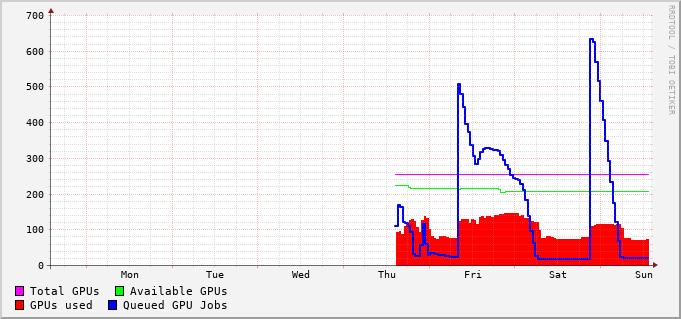 700
600
500
400
300
200
100
0
Mon Tue Wed Thu Fri Sat Sun
Total GPUs Available GPUs
GPUs used Queued GPU Jobs
RRDTOOL / TOBI OETIKER